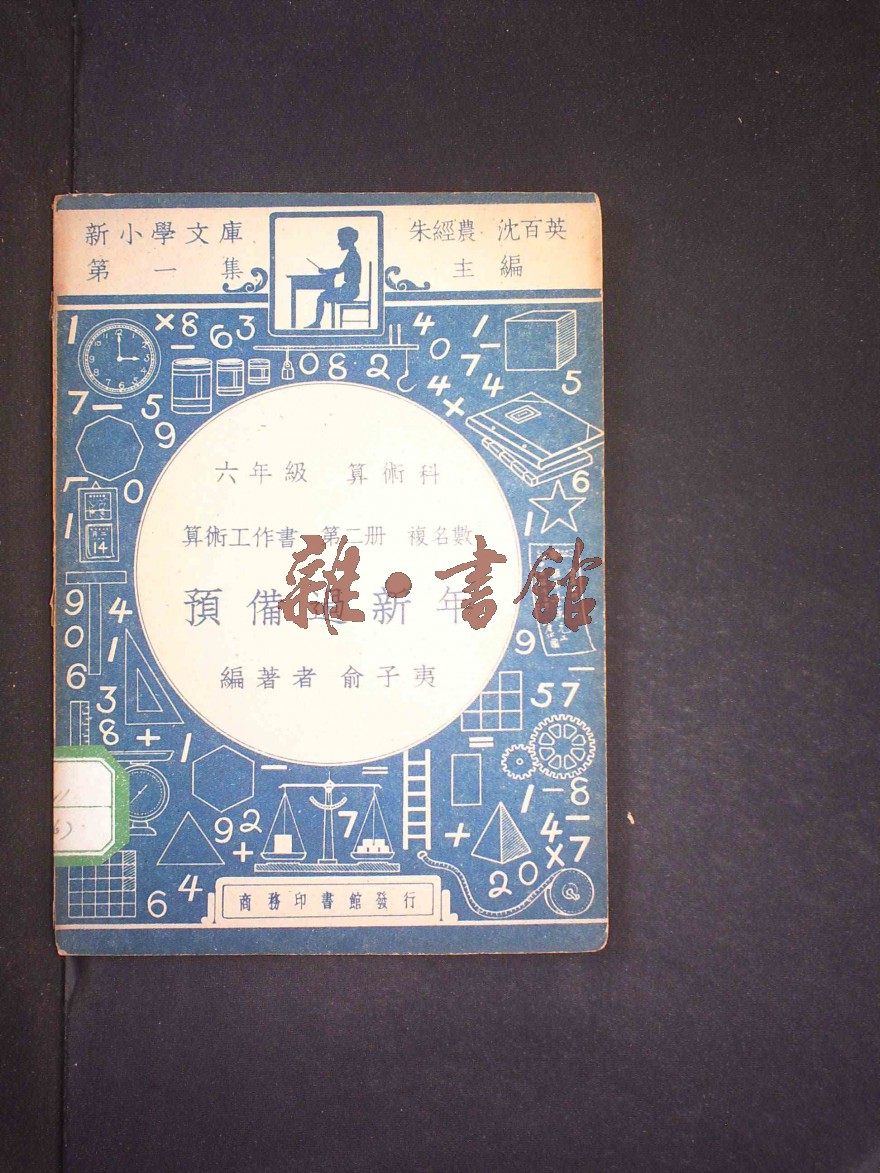 新小學文庫
第一集
朱經農 沈百英
主編
六年級 算術科
算術工作書 第二册 複名數
預備過新年
雜·書館
編著者 俞子夷
商務印書館發行